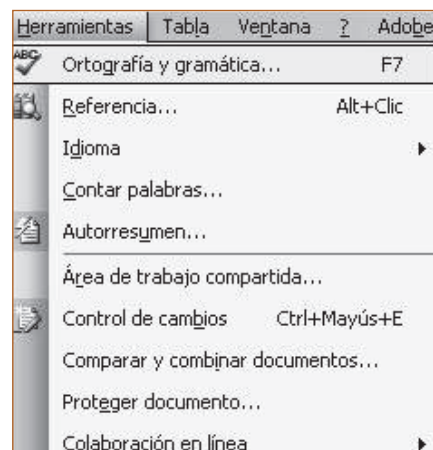 Herramientas Tabla Ventana ? Adobe
ABC
Ortografía y gramática... F7
Referencia... Alt+Clic
Idioma
Contar palabras...
Autorresumen...
Área de trabajo compartida...
Control de cambios Ctrl+Mayús+E
Comparar y combinar documentos...
Proteger documento...
Colaboración en línea